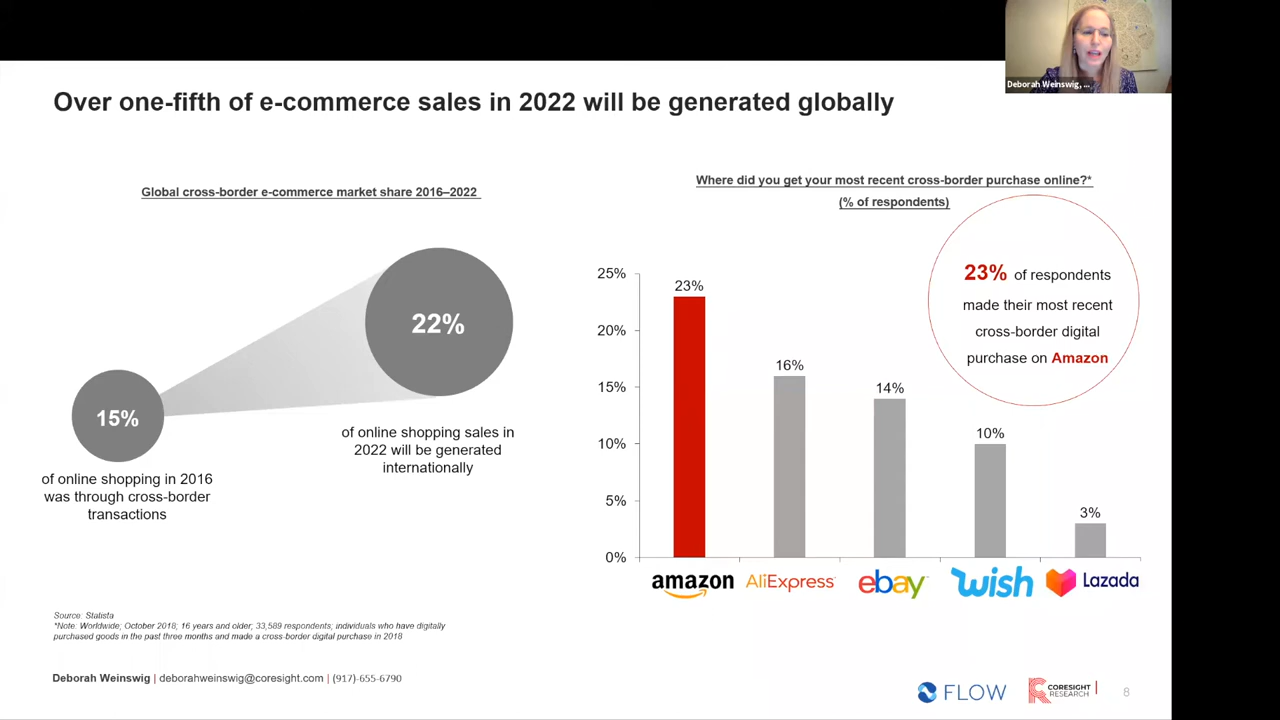 Deborah Weinswig, ...
Over one-fifth of e-commerce sales in 2022 will be generated globally
Global cross-border e-commerce market share 2016–2022
22%
15%
of online shopping sales in
2022 will be generated
internationally
of online shopping in 2016
was through cross-border
transactions
Where did you get your most recent cross-border purchase online?*
(% of respondents)
23% of respondents
made their most recent
cross-border digital
purchase on Amazon
25%
20%
15%
10%
5%
0%
23%
16%
14%
10%
3%
amazon
AliExpress
ebay
wish
Lazada
Source: Statista
*Note: Worldwide; October 2018; 16 years and older; 33,589 respondents; individuals who have digitally
purchased goods in the past three months and made a cross-border digital purchase in 2018
Deborah Weinswig | deborahweinswig@coresight.com | (917)-655-6790
FLOW
CORESIGHT
RESEARCH
8